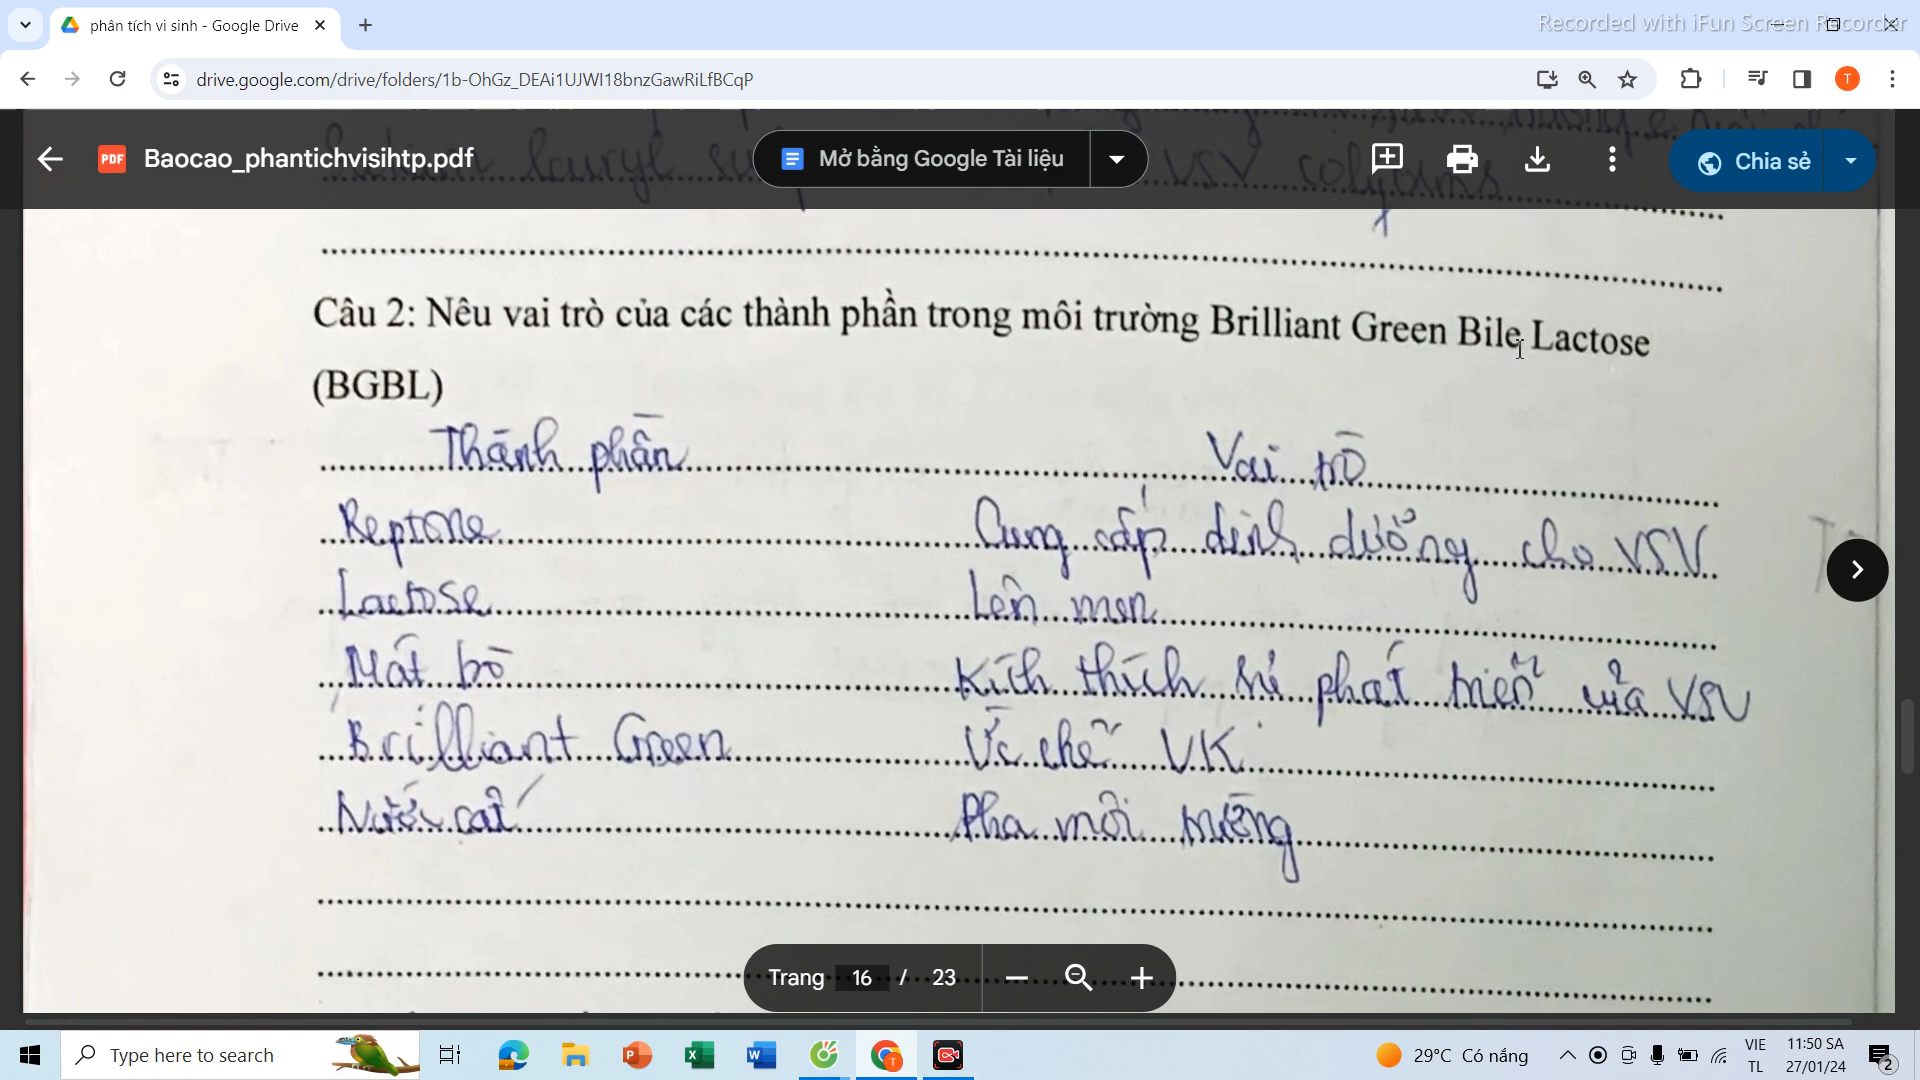 phân tích vi sinh - Google Drive
Recorded with iFun Screen Recorder
drive.google.com/drive/folders/1b-OhGz_DEAi1UJWI18bnzGawRiLfBCqP
T
PDF Baocao_phantichvisihtp.pdf
Mở bằng Google Tài liệu
Chia sẻ
lauryl VSV coliforms
Câu 2: Nêu vai trò của các thành phần trong môi trường Brilliant Green Bile Lactose
(BGBL)
Thành phần Vai trò
Peptone Cung cấp dinh dưỡng cho VSV
Lactose Lên men
Mật bò Kích thích sự phát triển của VSV
Brilliant Green Ức chế VK
Nước cất Pha môi trường
Trang 16 / 23
Type here to search
29°C Có nắng
VIE
TL
11:50 SA
27/01/24
2